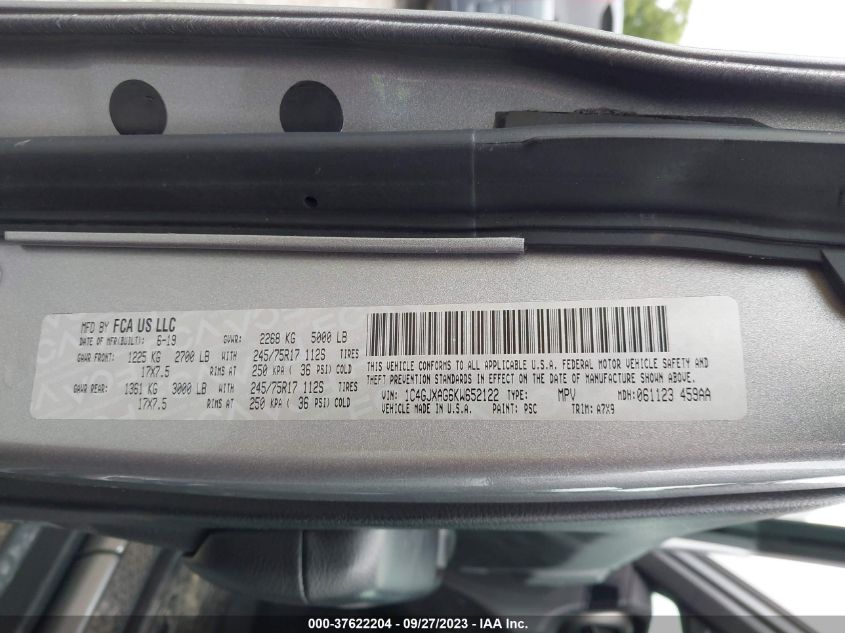 MFD BY FCA US LLC
DATE OF MFR(BUILT): 6-19 GVWR: 2268 KG 5000 LB
GAWR FRONT: 1225 KG 2700 LB WITH 245/75R17 112S TIRES
17X7.5 RIMS AT 250 KPA ( 36 PSI) COLD
GAWR REAR: 1361 KG 3000 LB WITH 245/75R17 112S TIRES
17X7.5 RIMS AT 250 KPA ( 36 PSI) COLD
THIS VEHICLE CONFORMS TO ALL APPLICABLE U.S.A. FEDERAL MOTOR VEHICLE SAFETY AND
THEFT PREVENTION STANDARDS IN EFFECT ON THE DATE OF MANUFACTURE SHOWN ABOVE.
VIN: 1C4GJXAG6KW652122 TYPE: MPV MDH: 061123 459AA
VEHICLE MADE IN U.S.A. PAINT: PSC TRIM: A7X9
000-37622204 - 09/27/2023 - IAA Inc.